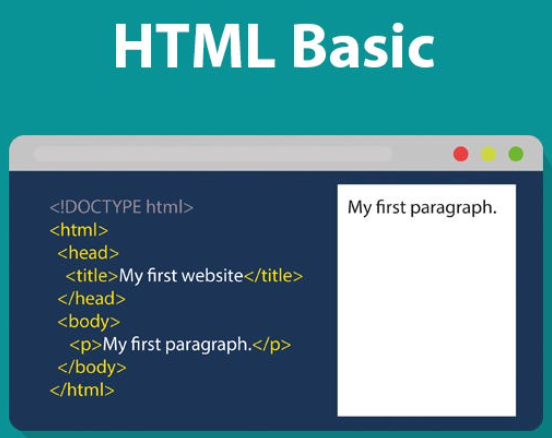 HTML Basic
<!DOCTYPE html>
<html>
<head>
<title>My first website</title>
</head>
<body>
<p>My first paragraph.</p>
</body>
</html>
My first paragraph.